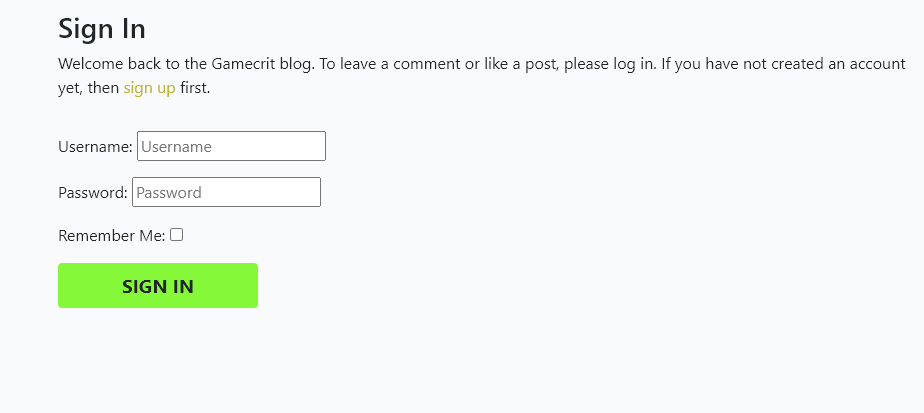 Sign In
Welcome back to the Gamecrit blog. To leave a comment or like a post, please log in. If you have not created an account
yet, then sign up first.
Username: Username
Password: Password
Remember Me:
SIGN IN